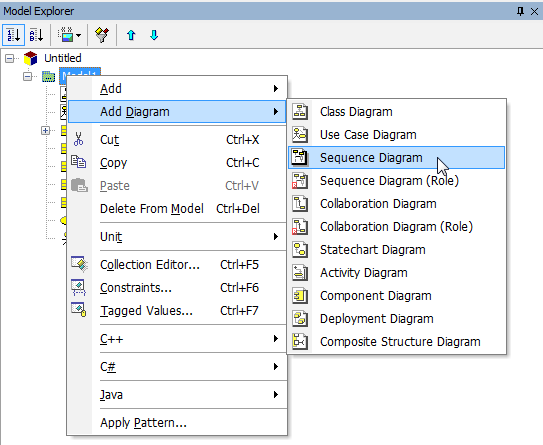 Model Explorer
Untitled
Model1
Add
Add Diagram
Cut Ctrl+X
Copy Ctrl+C
Paste Ctrl+V
Delete From Model Ctrl+Del
Unit
Collection Editor... Ctrl+F5
Constraints... Ctrl+F6
Tagged Values... Ctrl+F7
C++
C#
Java
Apply Pattern...
Class Diagram
Use Case Diagram
Sequence Diagram
Sequence Diagram (Role)
Collaboration Diagram
Collaboration Diagram (Role)
Statechart Diagram
Activity Diagram
Component Diagram
Deployment Diagram
Composite Structure Diagram